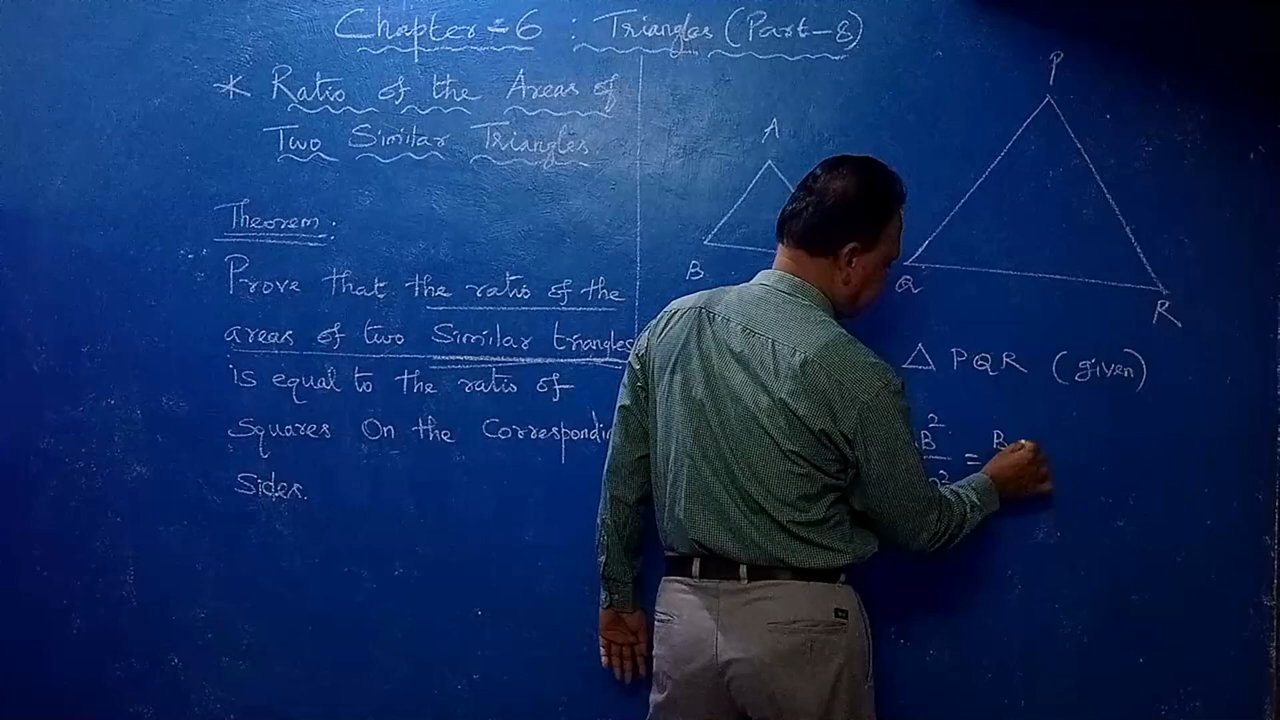 Chapter-6 : Triangles (Part-8)
* Ratio of the Areas of
Two Similar Triangles
Theorem:
Prove that the ratio of the
areas of two Similar triangles
is equal to the ratio of
Squares On the
Sides.
A
B
P
Q
R
△ PQR (given)
B² = B